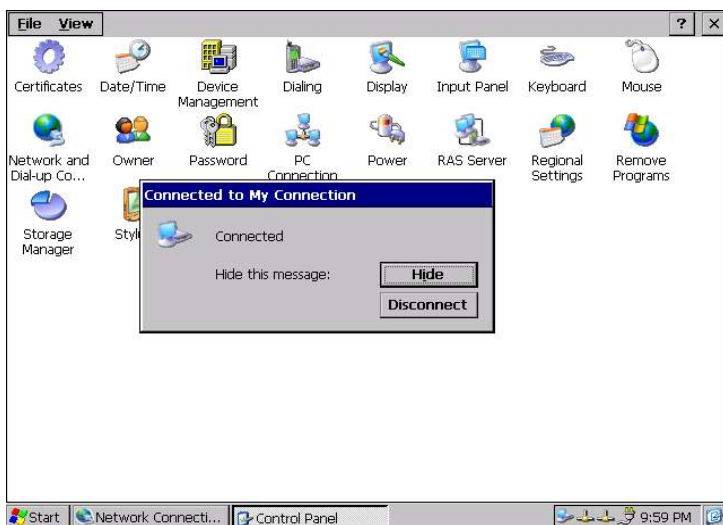 File View ? ×
Certificates Date/Time Device Management Dialing Display Input Panel Keyboard Mouse
Network and Dial-up Co... Owner Password PC Connection Power RAS Server Regional Settings Remove Programs
Storage Manager
Connected to My Connection
Connected
Hide this message: Hide
Disconnect
Start Network Connecti... Control Panel 9:59 PM